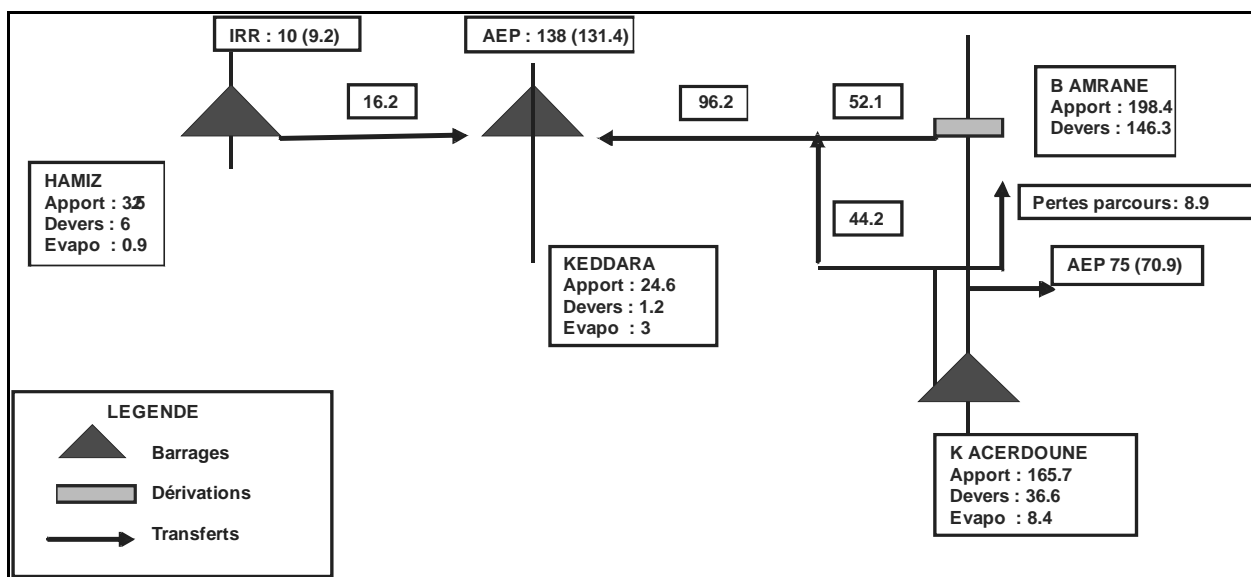 IRR : 10 (9.2)
AEP : 138 (131.4)
16.2
96.2
52.1
B AMRANE
Apport : 198.4
Devers : 146.3
HAMIZ
Apport :
Devers : 6
Evapo : 0.9
44.2
Pertes parcours: 8.9
KEDDARA
Apport : 24.6
Devers : 1.2
Evapo : 3
AEP 75 (70.9)
LEGENDE
Barrages
Dérivations
Transferts
K ACERDOUNE
Apport : 165.7
Devers : 36.6
Evapo : 8.4